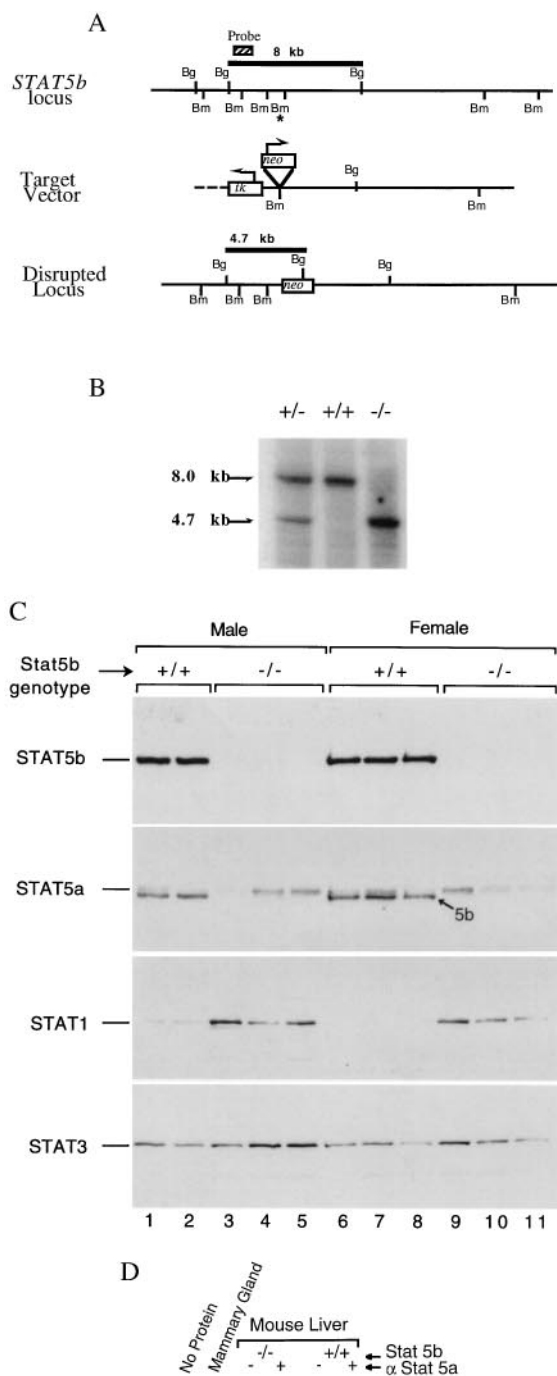 A
Probe
8 kb
Bg Bg Bg
STAT5b
locus
Bm Bm Bm Bm Bm Bm
*
neo
Target
Vector
tk
Bg
Bm Bm
4.7 kb
Disrupted
Locus
Bg Bg Bg
Bm Bm Bm neo Bm
B
+/- +/+ -/-
8.0 kb
4.7 kb
C
Male Female
Stat5b
genotype
+/+ -/- +/+ -/-
STAT5b
STAT5a
5b
STAT1
STAT3
1 2 3 4 5 6 7 8 9 10 11
D
No Protein
Mammary Gland
Mouse Liver
-/- +/+ Stat 5b
- + - + α Stat 5a